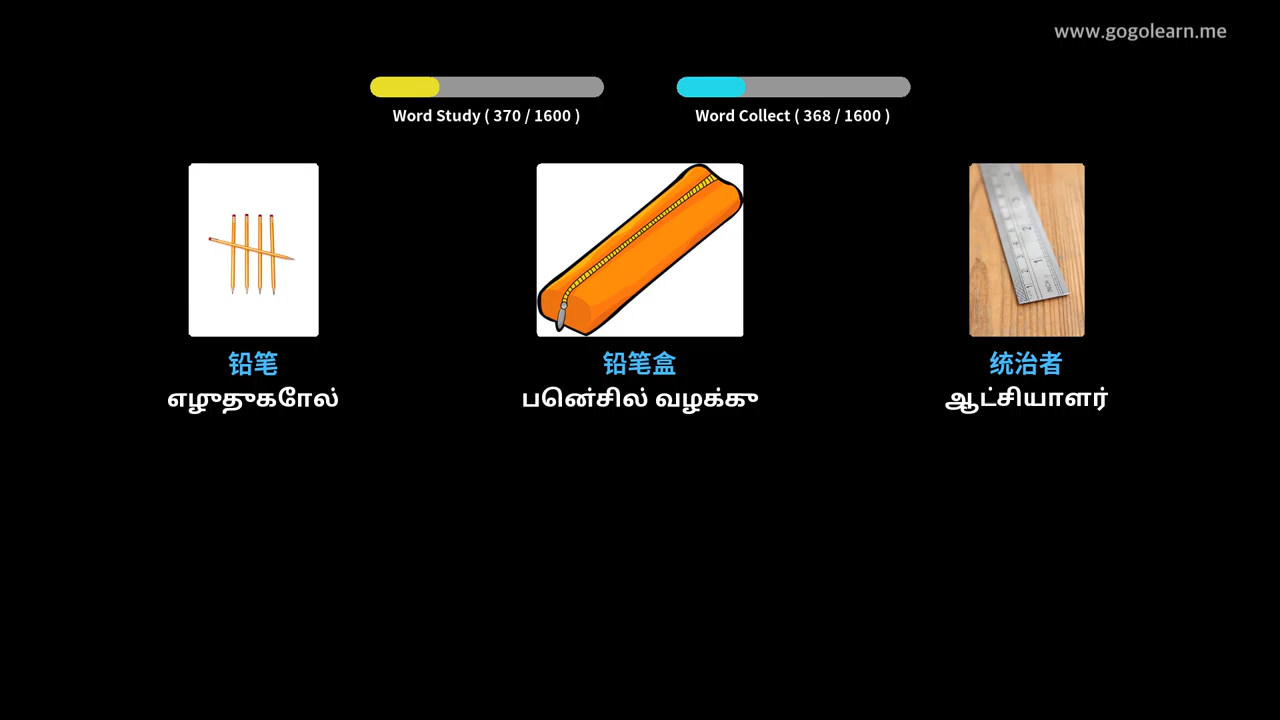 www.gogolearn.me
Word Study ( 370 / 1600 )
Word Collect ( 368 / 1600 )
铅笔
铅笔盒
统治者
எழுதுகோல்
பென்சில் வழக்கு
ஆட்சியாளர்